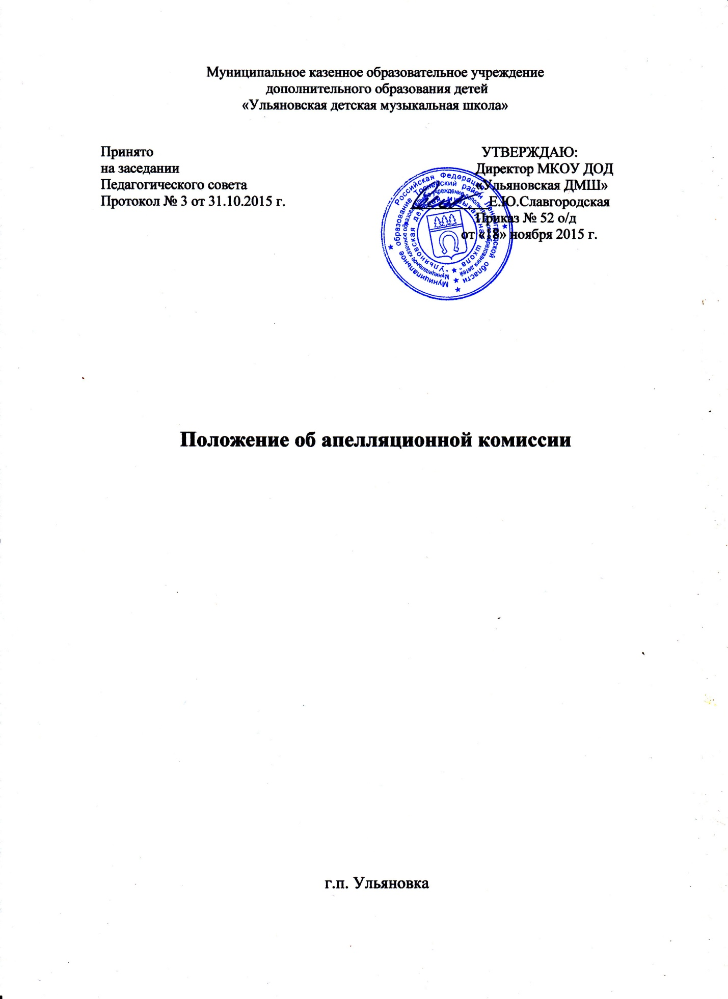 Муниципальное казенное образовательное учреждение
дополнительного образования детей
«Ульяновская детская музыкальная школа»
Принято
на заседании
Педагогического совета
Протокол № 3 от 31.10.2015 г.
УТВЕРЖДАЮ:
Директор МКОУ ДОД
«Ульяновская ДМШ»
Е.Ю.Славгородская
Приказ № 52 о/д
от «18» ноября 2015 г.
Российская Федерация
Муниципальное образование Тосненский район Ленинградской области
Муниципальное казенное образовательное учреждение дополнительного образования детей
"Ульяновская детская музыкальная школа"
Положение об апелляционной комиссии
г.п. Ульяновка